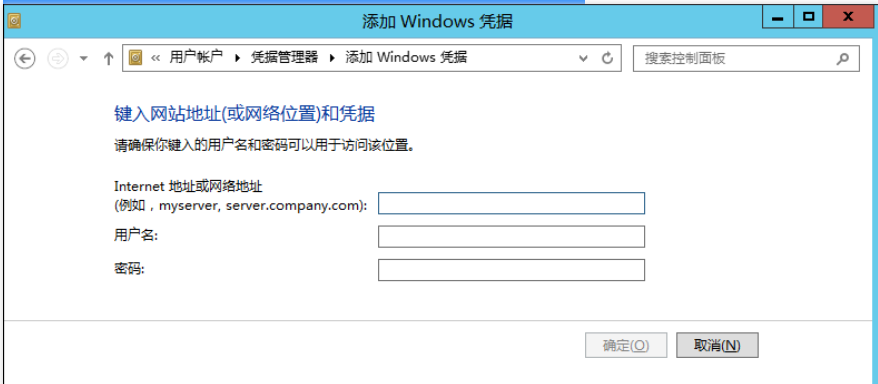 添加 Windows 凭据
« 用户帐户 ▸ 凭据管理器 ▸ 添加 Windows 凭据
搜索控制面板
键入网站地址(或网络位置)和凭据
请确保你键入的用户名和密码可以用于访问该位置。
Internet 地址或网络地址
(例如，myserver, server.company.com):
用户名:
密码:
确定(O)
取消(N)